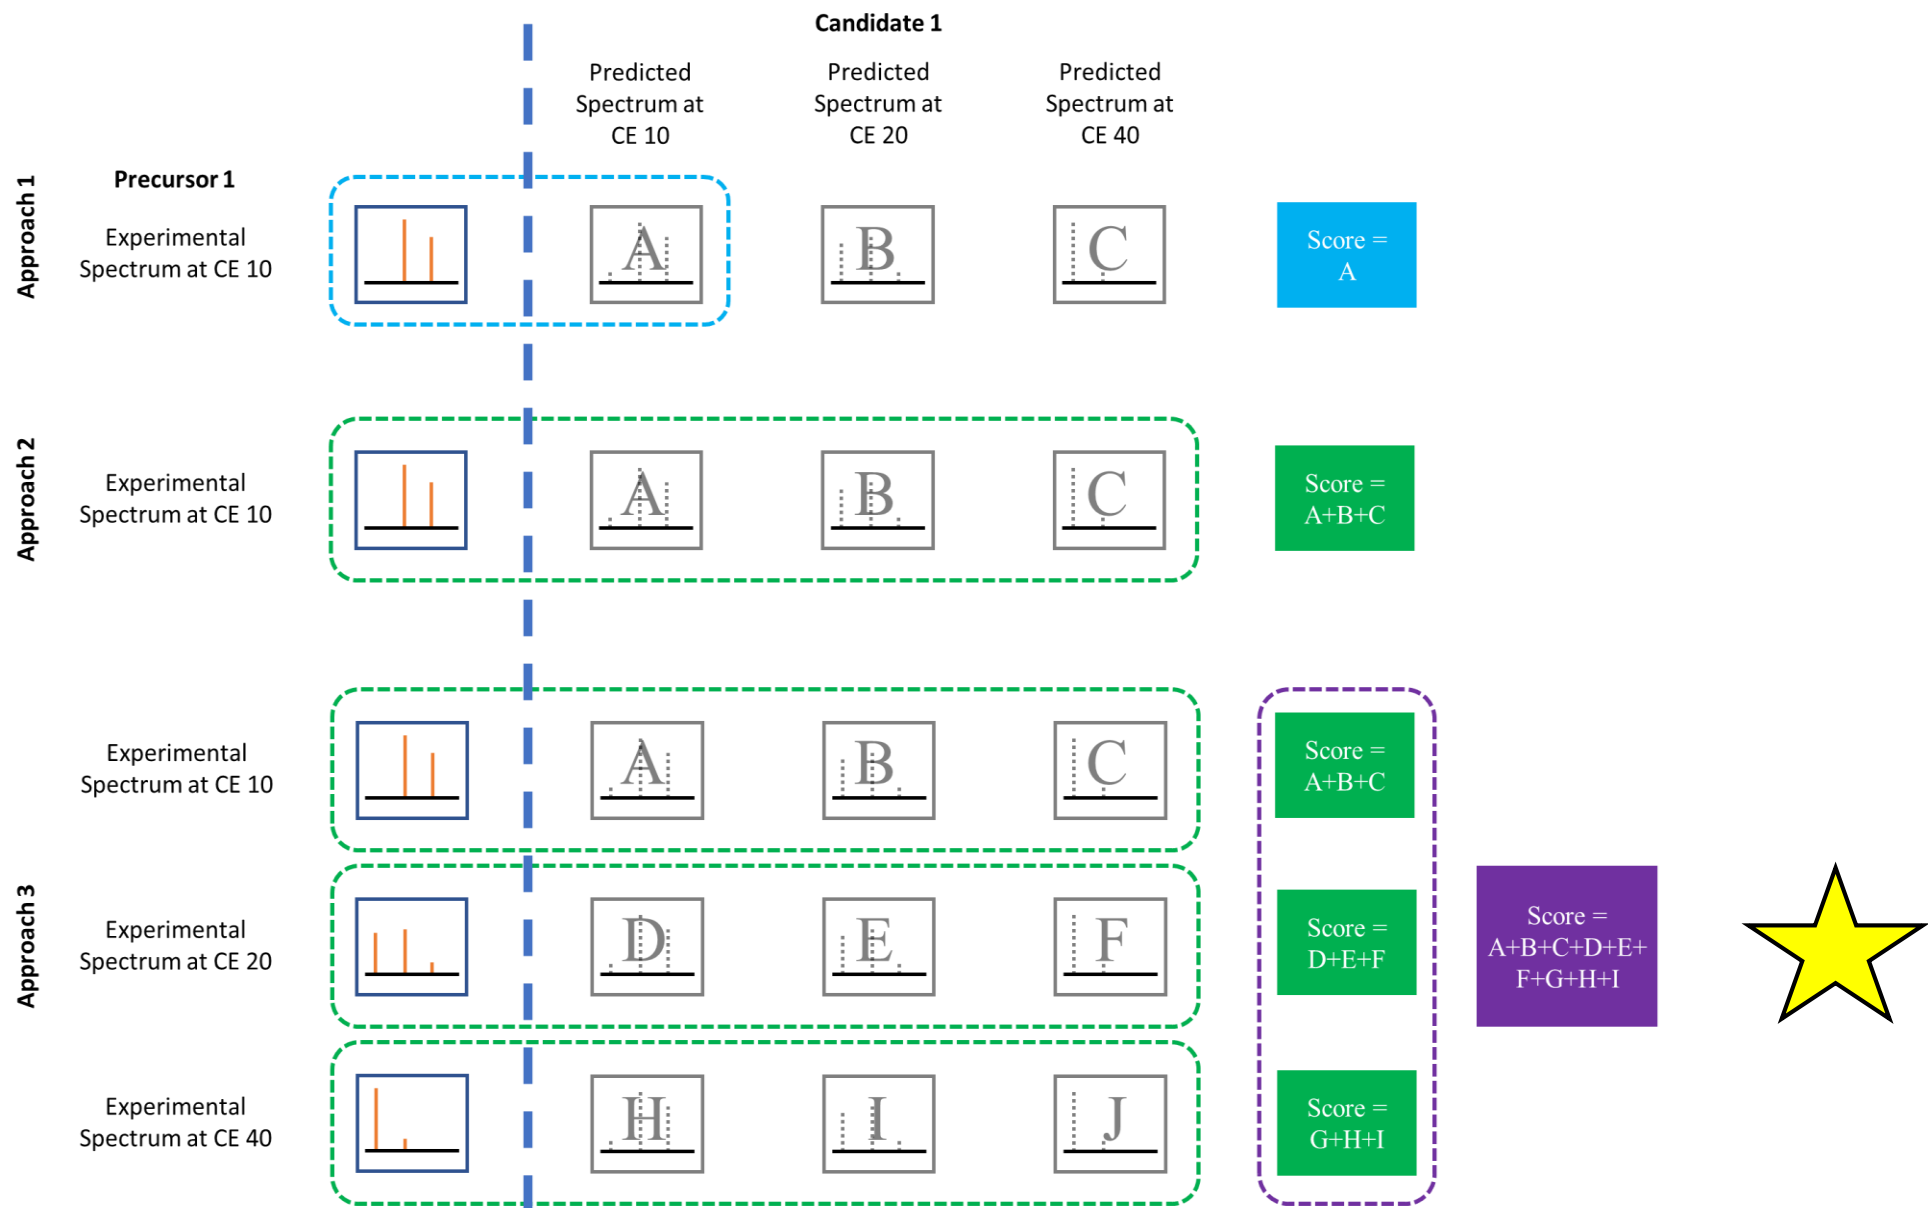 Candidate 1
Predicted
Spectrum at
CE 10
Predicted
Spectrum at
CE 20
Predicted
Spectrum at
CE 40
Approach 1
Precursor 1
Experimental
Spectrum at CE 10
A
B
C
Score =
A
Approach 2
Experimental
Spectrum at CE 10
A
B
C
Score =
A+B+C
Approach 3
Experimental
Spectrum at CE 10
A
B
C
Score =
A+B+C
Experimental
Spectrum at CE 20
D
E
F
Score =
D+E+F
Score =
A+B+C+D+E+
F+G+H+I
Experimental
Spectrum at CE 40
H
I
J
Score =
G+H+I